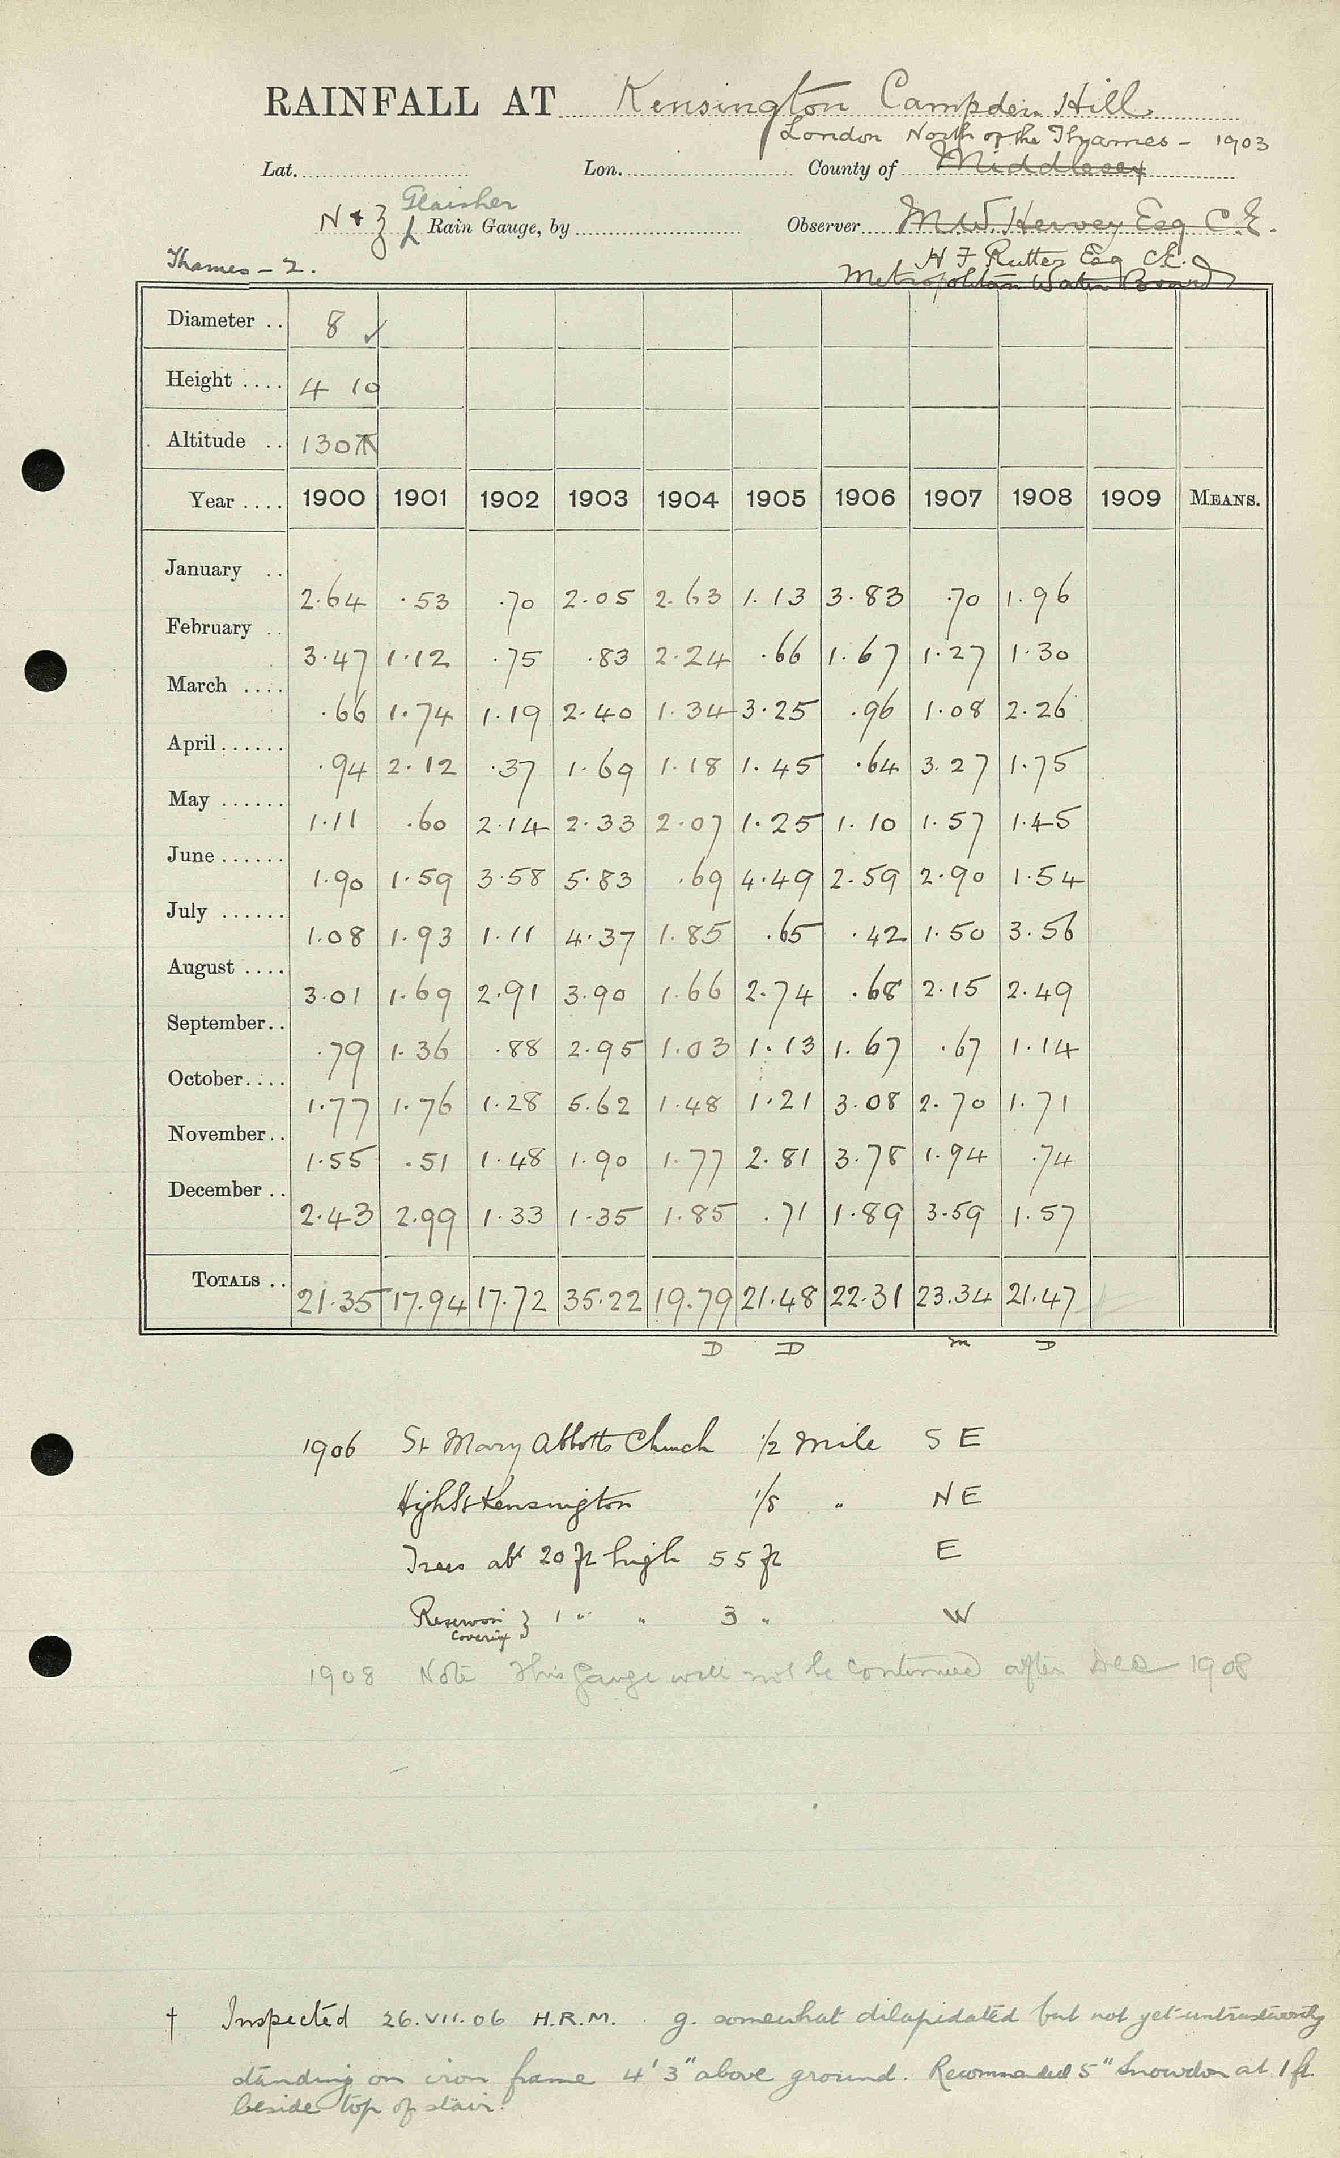 RAINFALL AT Kensington Campden Hill.
London North of the Thames - 1903
Lat. Lon. County of Middlesex
Glaisher
N & Z Rain Gauge, by Observer M.W. Hervey Esq C.E.
H F Rutter Esq C.E.
Thames - 2. Metropolitan Water Board
Diameter .. 8 ✓
Height .... 4 10
Altitude .. 130
Year .... 1900 1901 1902 1903 1904 1905 1906 1907 1908 1909 MEANS.
January .. 2.64 .53 .70 2.05 2.63 1.13 3.83 .70 1.96
February .. 3.47 1.12 .75 .83 2.24 .66 1.67 1.27 1.30
March .... .66 1.74 1.19 2.40 1.34 3.25 .96 1.08 2.26
April ...... .94 2.12 .37 1.69 1.18 1.45 .64 3.27 1.75
May ...... 1.11 .60 2.14 2.33 2.07 1.25 1.10 1.57 1.45
June ...... 1.90 1.59 3.58 5.83 .69 4.49 2.59 2.90 1.54
July ...... 1.08 1.93 1.11 4.37 1.85 .65 .42 1.50 3.56
August .... 3.01 1.69 2.91 3.90 1.66 2.74 .68 2.15 2.49
September .. .79 1.36 .88 2.95 1.03 1.13 1.67 .67 1.14
October .... 1.77 1.76 1.28 5.62 1.48 1.21 3.08 2.70 1.71
November .. 1.55 .51 1.48 1.90 1.77 2.81 3.78 1.94 .74
December .. 2.43 2.99 1.33 1.35 1.85 .71 1.89 3.59 1.57
TOTALS .. 21.35 17.94 17.72 35.22 19.79 21.48 22.31 23.34 21.47
D D m D
1906 St Mary Abbotts Church 1/2 mile S E
High St Kensington 1/8 " N E
Trees abt 20 ft high 55 ft E
Reservoir } 1 " " 3 " W
Covering
1908 Note This gauge will not be continued after Dec 1908
† Inspected 26.VII.06 H.R.M. g. somewhat dilapidated but not yet untrustworthy
standing on iron frame 4' 3" above ground. Recommended 5" Snowdon at 1 ft.
beside top of stair.